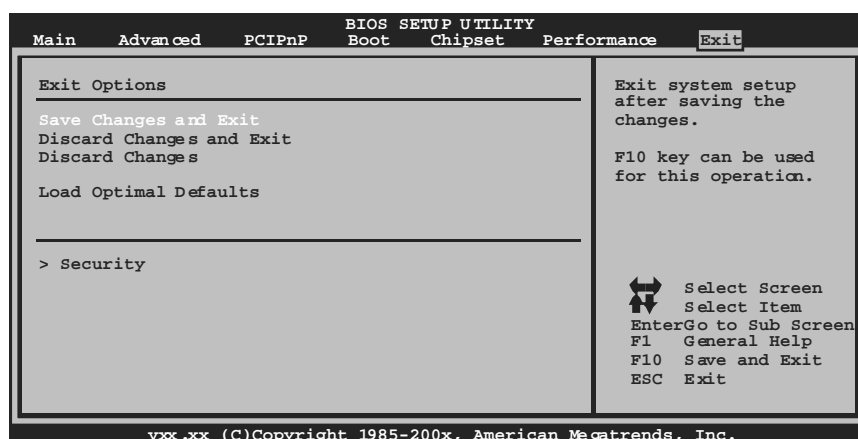 BIOS SETUP UTILITY
Main Advanced PCIPnP Boot Chipset Performance Exit
Exit Options
Save Changes and Exit
Discard Changes and Exit
Discard Changes
Load Optimal Defaults
> Security
Exit system setup
after saving the
changes.
F10 key can be used
for this operation.
Select Screen
Select Item
Enter Go to Sub Screen
F1 General Help
F10 Save and Exit
ESC Exit
vxx.xx (C)Copyright 1985-200x, American Megatrends, Inc.